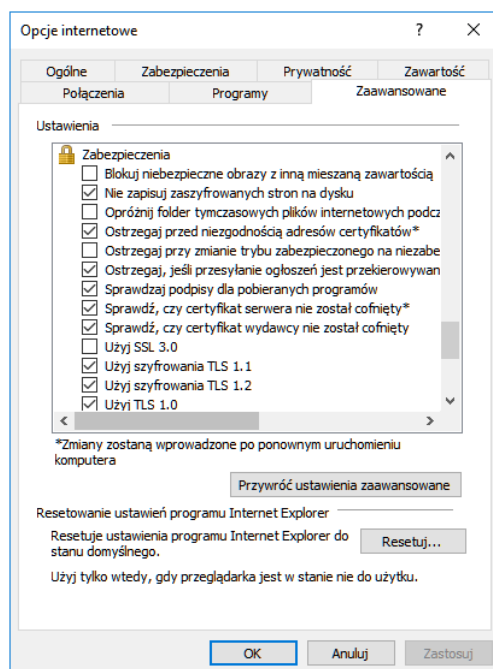 Opcje internetowe
Ogólne Zabezpieczenia Prywatność Zawartość
Połączenia Programy Zaawansowane
Ustawienia
Zabezpieczenia
Blokuj niebezpieczne obrazy z inną mieszaną zawartością
Nie zapisuj zaszyfrowanych stron na dysku
Opróżnij folder tymczasowych plików internetowych podcz
Ostrzegaj przed niezgodnością adresów certyfikatów*
Ostrzegaj przy zmianie trybu zabezpieczonego na niezabe
Ostrzegaj, jeśli przesyłanie ogłoszeń jest przekierowywan
Sprawdzaj podpisy dla pobieranych programów
Sprawdź, czy certyfikat serwera nie został cofnięty*
Sprawdź, czy certyfikat wydawcy nie został cofnięty
Użyj SSL 3.0
Użyj szyfrowania TLS 1.1
Użyj szyfrowania TLS 1.2
Użyj TLS 1.0
*Zmiany zostaną wprowadzone po ponownym uruchomieniu
komputera
Przywróć ustawienia zaawansowane
Resetowanie ustawień programu Internet Explorer
Resetuje ustawienia programu Internet Explorer do
stanu domyślnego.
Resetuj...
Użyj tylko wtedy, gdy przeglądarka jest w stanie nie do użytku.
OK Anuluj Zastosuj